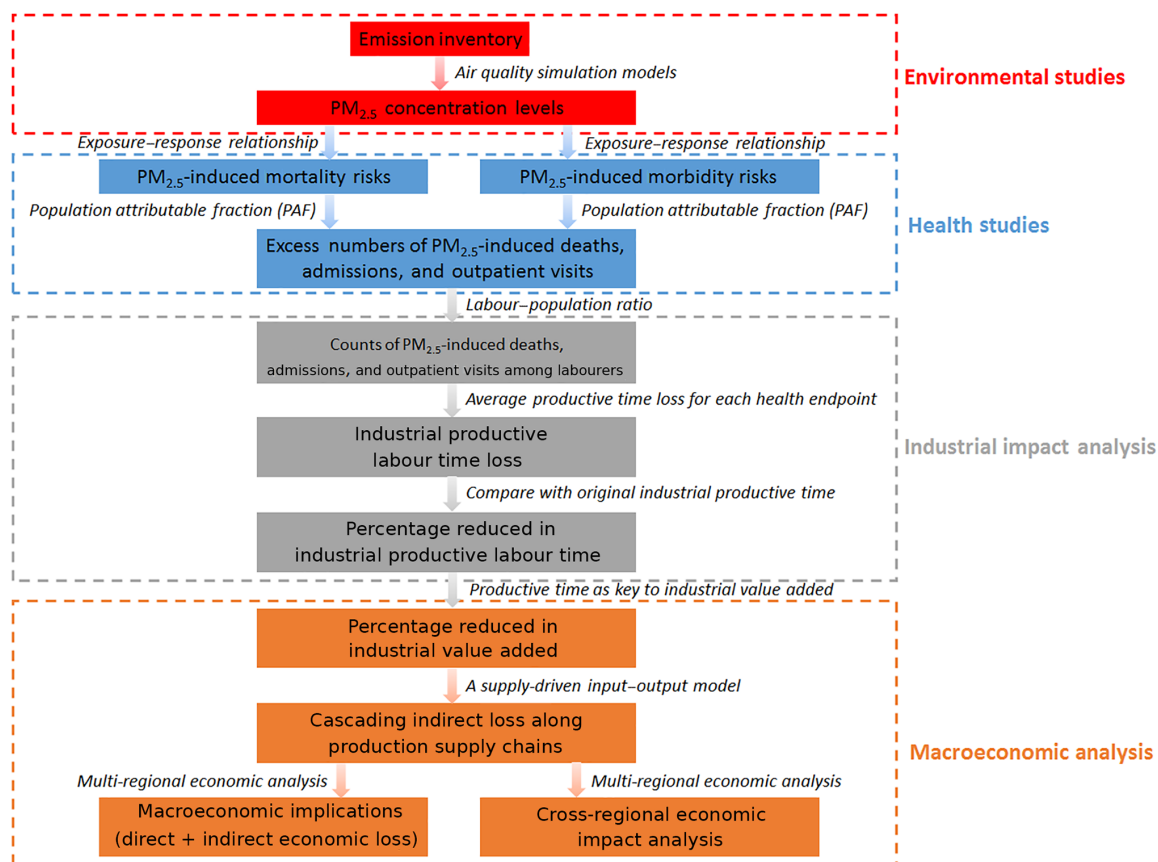 Emission inventory
Air quality simulation models
Environmental studies
PM2.5 concentration levels
Exposure–response relationship
Exposure–response relationship
PM2.5-induced mortality risks
PM2.5-induced morbidity risks
Population attributable fraction (PAF)
Population attributable fraction (PAF)
Health studies
Excess numbers of PM2.5-induced deaths,
admissions, and outpatient visits
Labour–population ratio
Counts of PM2.5-induced deaths,
admissions, and outpatient visits among labourers
Average productive time loss for each health endpoint
Industrial productive
labour time loss
Industrial impact analysis
Compare with original industrial productive time
Percentage reduced in
industrial productive labour time
Productive time as key to industrial value added
Percentage reduced in
industrial value added
A supply-driven input–output model
Cascading indirect loss along
production supply chains
Macroeconomic analysis
Multi-regional economic analysis
Multi-regional economic analysis
Macroeconomic implications
(direct + indirect economic loss)
Cross-regional economic
impact analysis